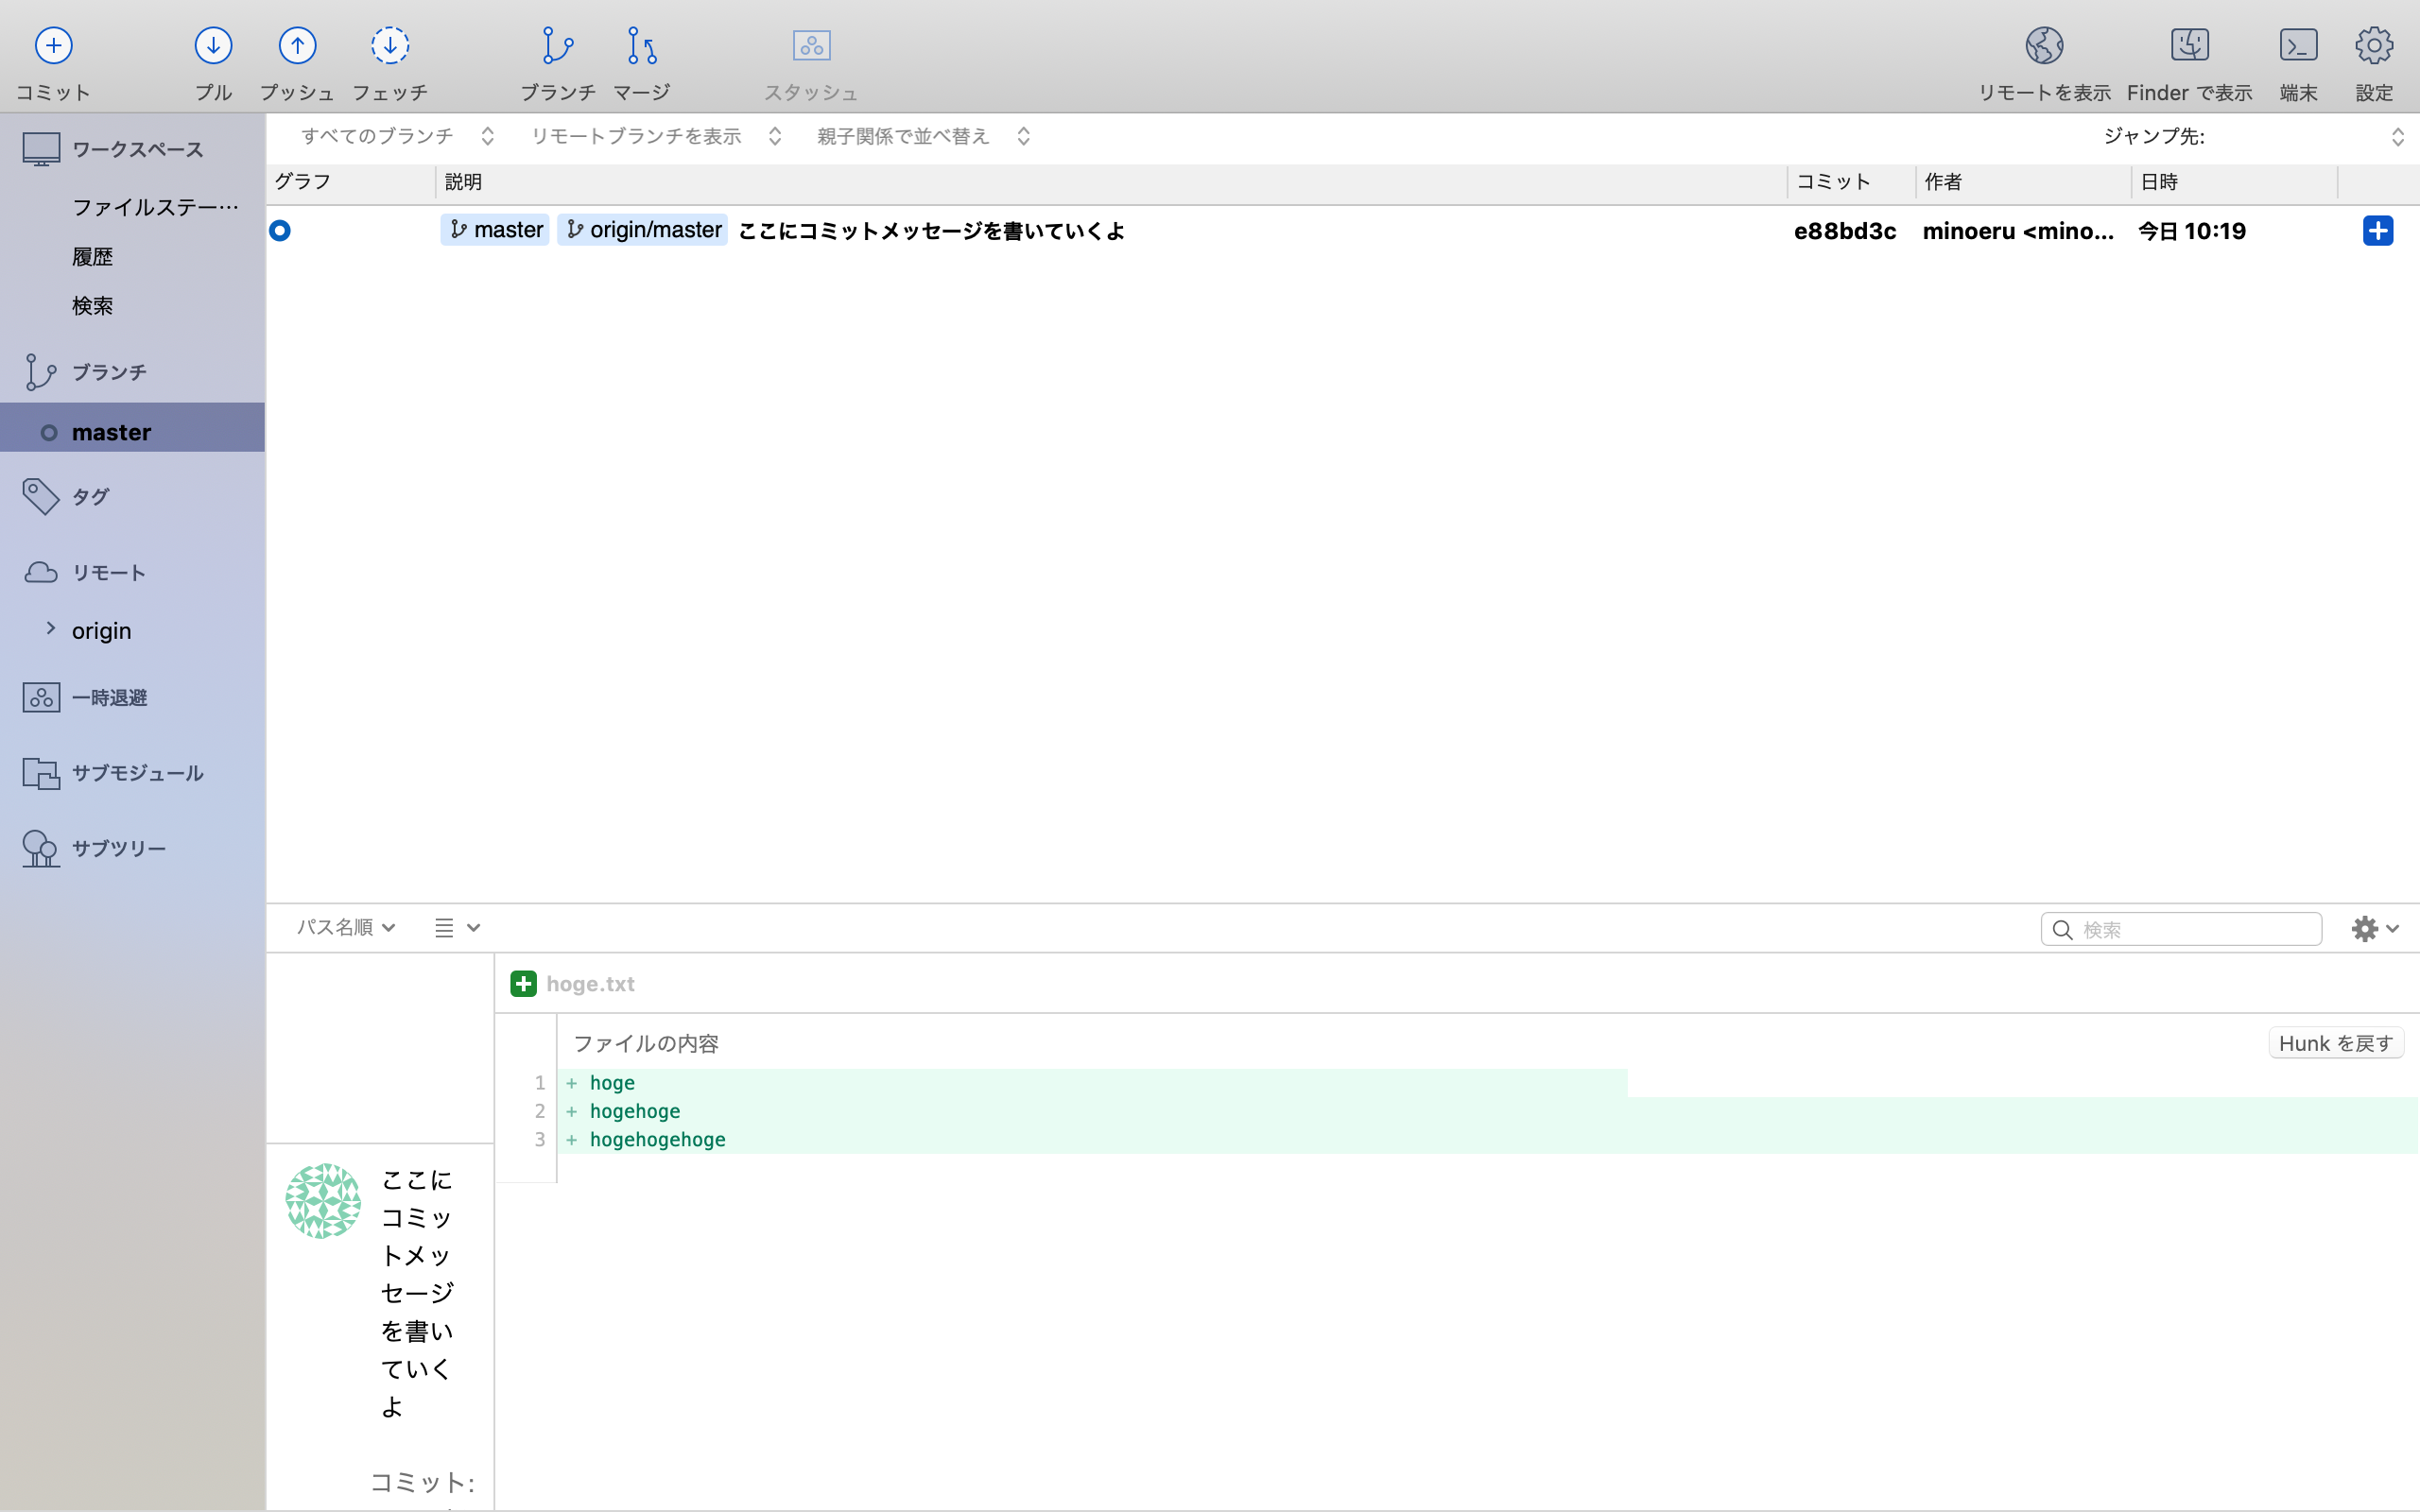 コミット プル プッシュ フェッチ ブランチ マージ スタッシュ リモートを表示 Finder で表示 端末 設定
ワークスペース
ファイルステー…
履歴
検索
ブランチ
master
タグ
リモート
origin
一時退避
サブモジュール
サブツリー
すべてのブランチ リモートブランチを表示 親子関係で並べ替え ジャンプ先:
グラフ 説明 コミット 作者 日時
master origin/master ここにコミットメッセージを書いていくよ e88bd3c minoeru <mino... 今日 10:19
パス名順 検索
hoge.txt
ファイルの内容 Hunk を戻す
1 + hoge
2 + hogehoge
3 + hogehogehoge
ここに
コミッ
トメッ
セージ
を書い
ていく
よ
コミット: